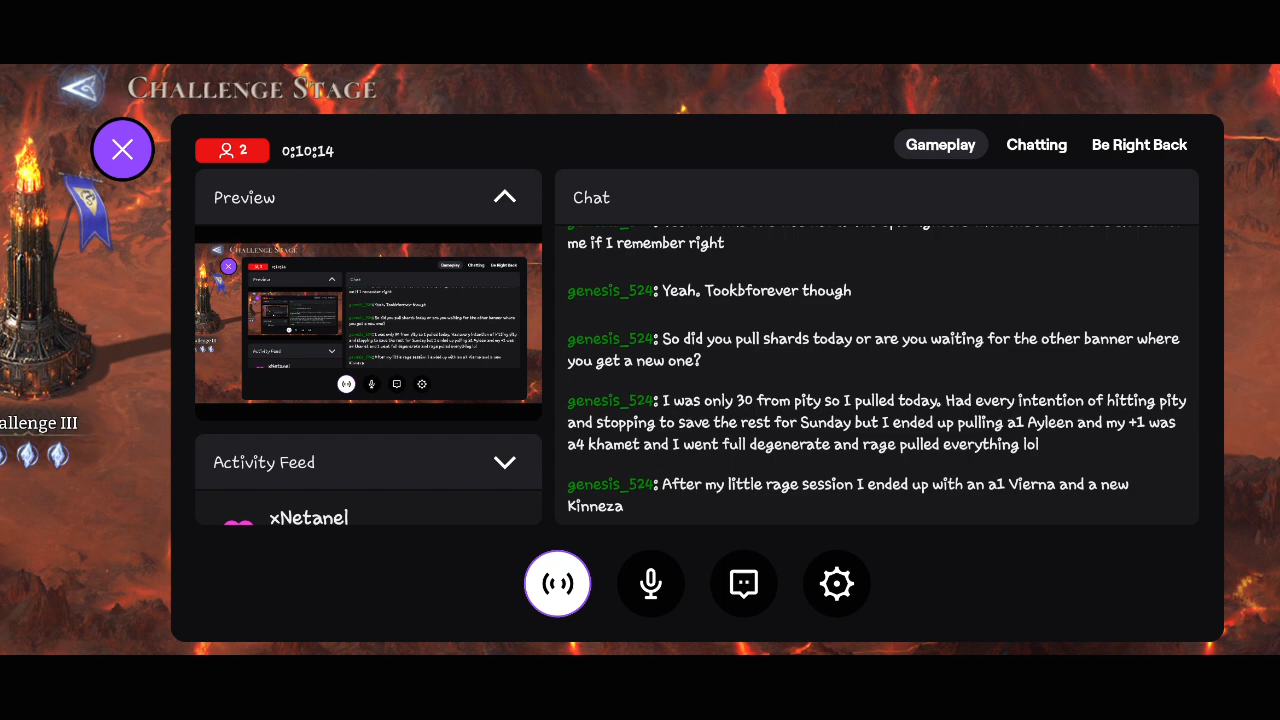 CHALLENGE STAGE
2 0:10:14
Gameplay Chatting Be Right Back
Preview
Chat
me if I remember right
genesis_524: Yeah. Tookbforever though
genesis_524: So did you pull shards today or are you waiting for the other banner where
you get a new one?
genesis_524: I was only 30 from pity so I pulled today. Had every intention of hitting pity
and stopping to save the rest for Sunday but I ended up pulling a1 Ayleen and my +1 was
a4 khamet and I went full degenerate and rage pulled everything lol
genesis_524: After my little rage session I ended up with an a1 Vierna and a new
Kinneza
Activity Feed
xNetanel
allenge III